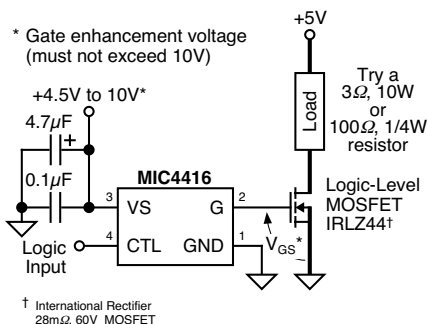 * Gate enhancement voltage
(must not exceed 10V)
+5V
+4.5V to 10V*
4.7µF
+
0.1µF
Load
Try a
3Ω, 10W
or
100Ω, 1/4W
resistor
MIC4416
3
VS
G
2
4
CTL
GND
1
Logic
Input
VGS*
Logic-Level
MOSFET
IRLZ44†
† International Rectifier
28mΩ, 60V MOSFET